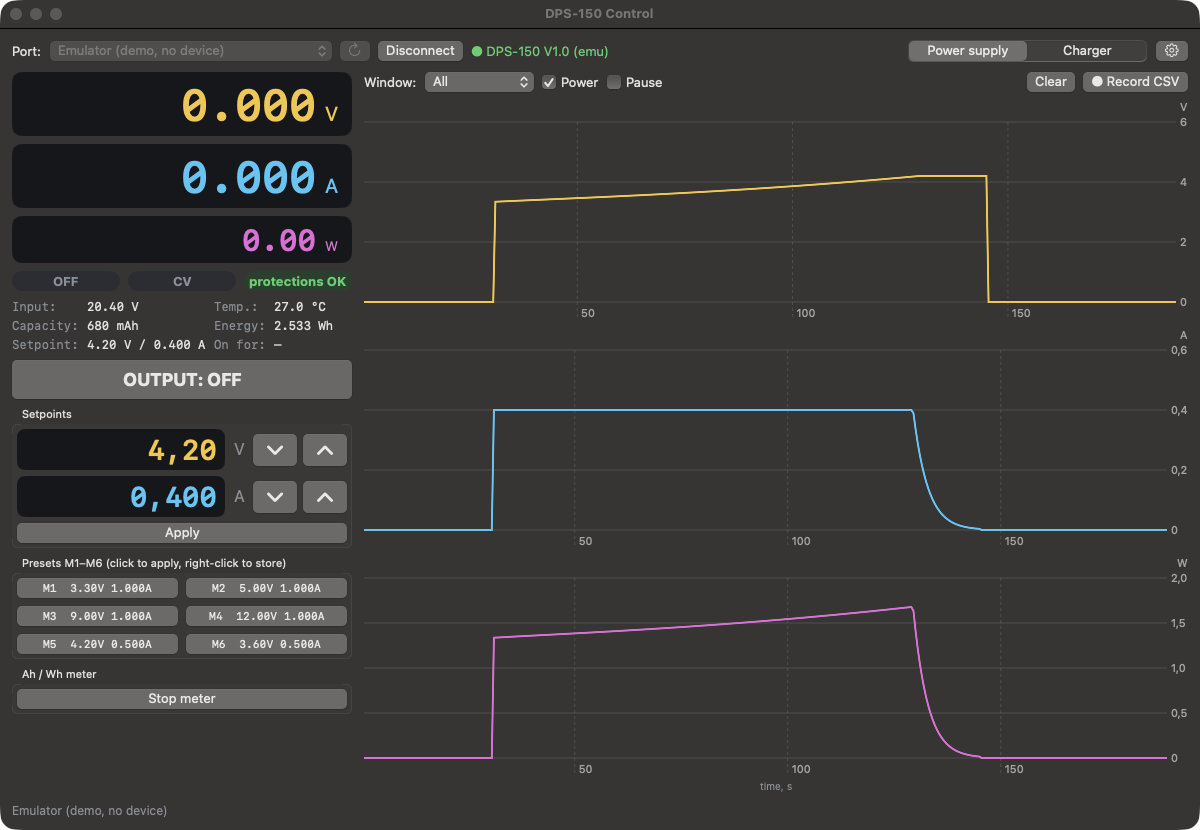 DPS-150 Control
Port: Emulator (demo, no device) Disconnect DPS-150 V1.0 (emu) Power supply Charger
Window: All Power Pause Clear Record CSV
0.000 V
0.000 A
0.00 W
OFF CV protections OK
Input: 20.40 V Temp.: 27.0 °C
Capacity: 680 mAh Energy: 2.533 Wh
Setpoint: 4.20 V / 0.400 A On for: —
OUTPUT: OFF
Setpoints
4,20 V
0,400 A
Apply
Presets M1–M6 (click to apply, right-click to store)
M1 3.30V 1.000A M2 5.00V 1.000A
M3 9.00V 1.000A M4 12.00V 1.000A
M5 4.20V 0.500A M6 3.60V 0.500A
Ah / Wh meter
Stop meter
V
6
4
2
0
50 100 150
A
0,6
0,4
0,2
0
50 100 150
W
2,0
1,5
1,0
0,5
0
50 100 150
time, s
Emulator (demo, no device)